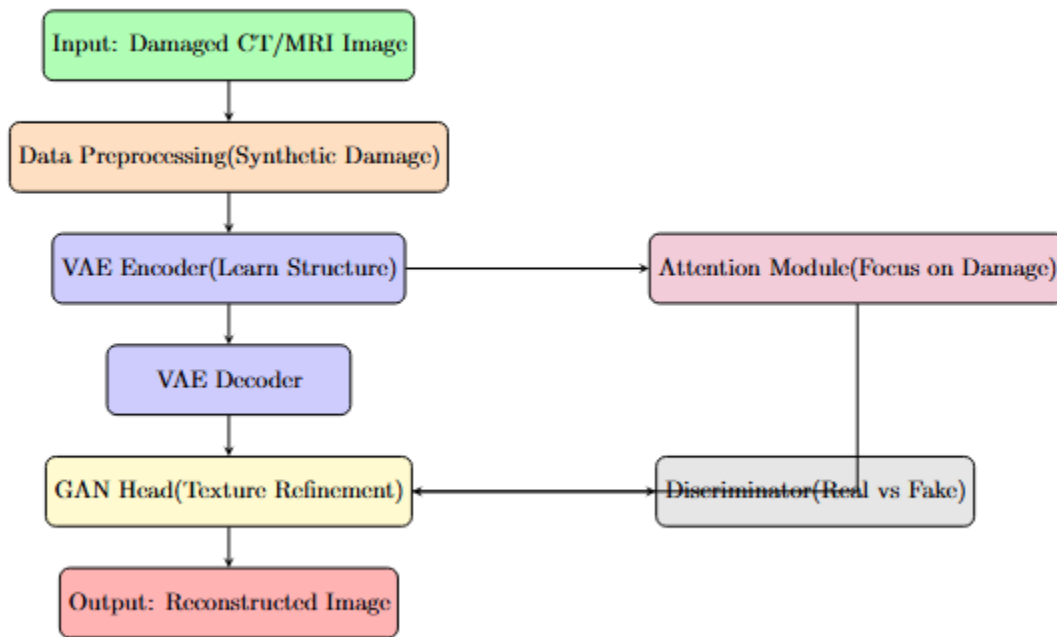 Input: Damaged CT/MRI Image
Data Preprocessing(Synthetic Damage)
VAE Encoder(Learn Structure)
Attention Module(Focus on Damage)
VAE Decoder
GAN Head(Texture Refinement)
Discriminator(Real vs Fake)
Output: Reconstructed Image